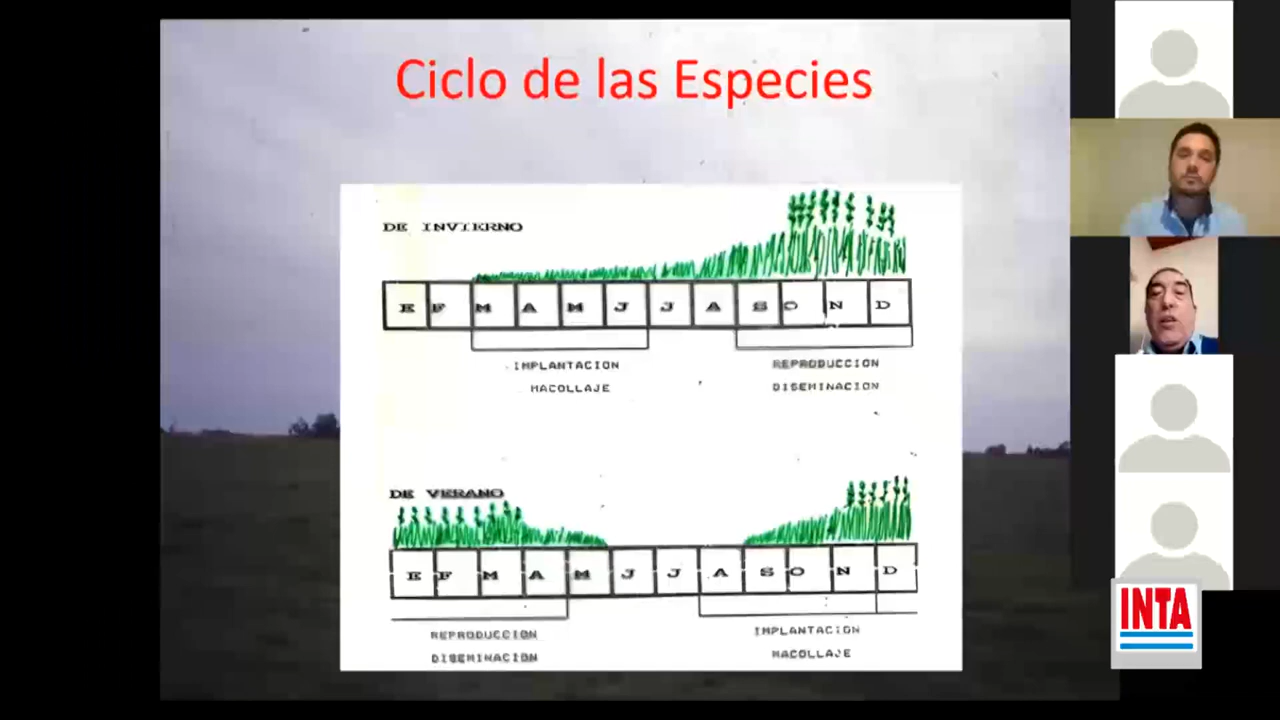 Ciclo de las Especies
DE INVIERNO
E F M A M J J A S O N D
IMPLANTACION
MACOLLAJE
REPRODUCCION
DISEMINACION
DE VERANO
E F M A M J J A S O N D
REPRODUCCION
DISEMINACION
IMPLANTACION
MACOLLAJE
INTA